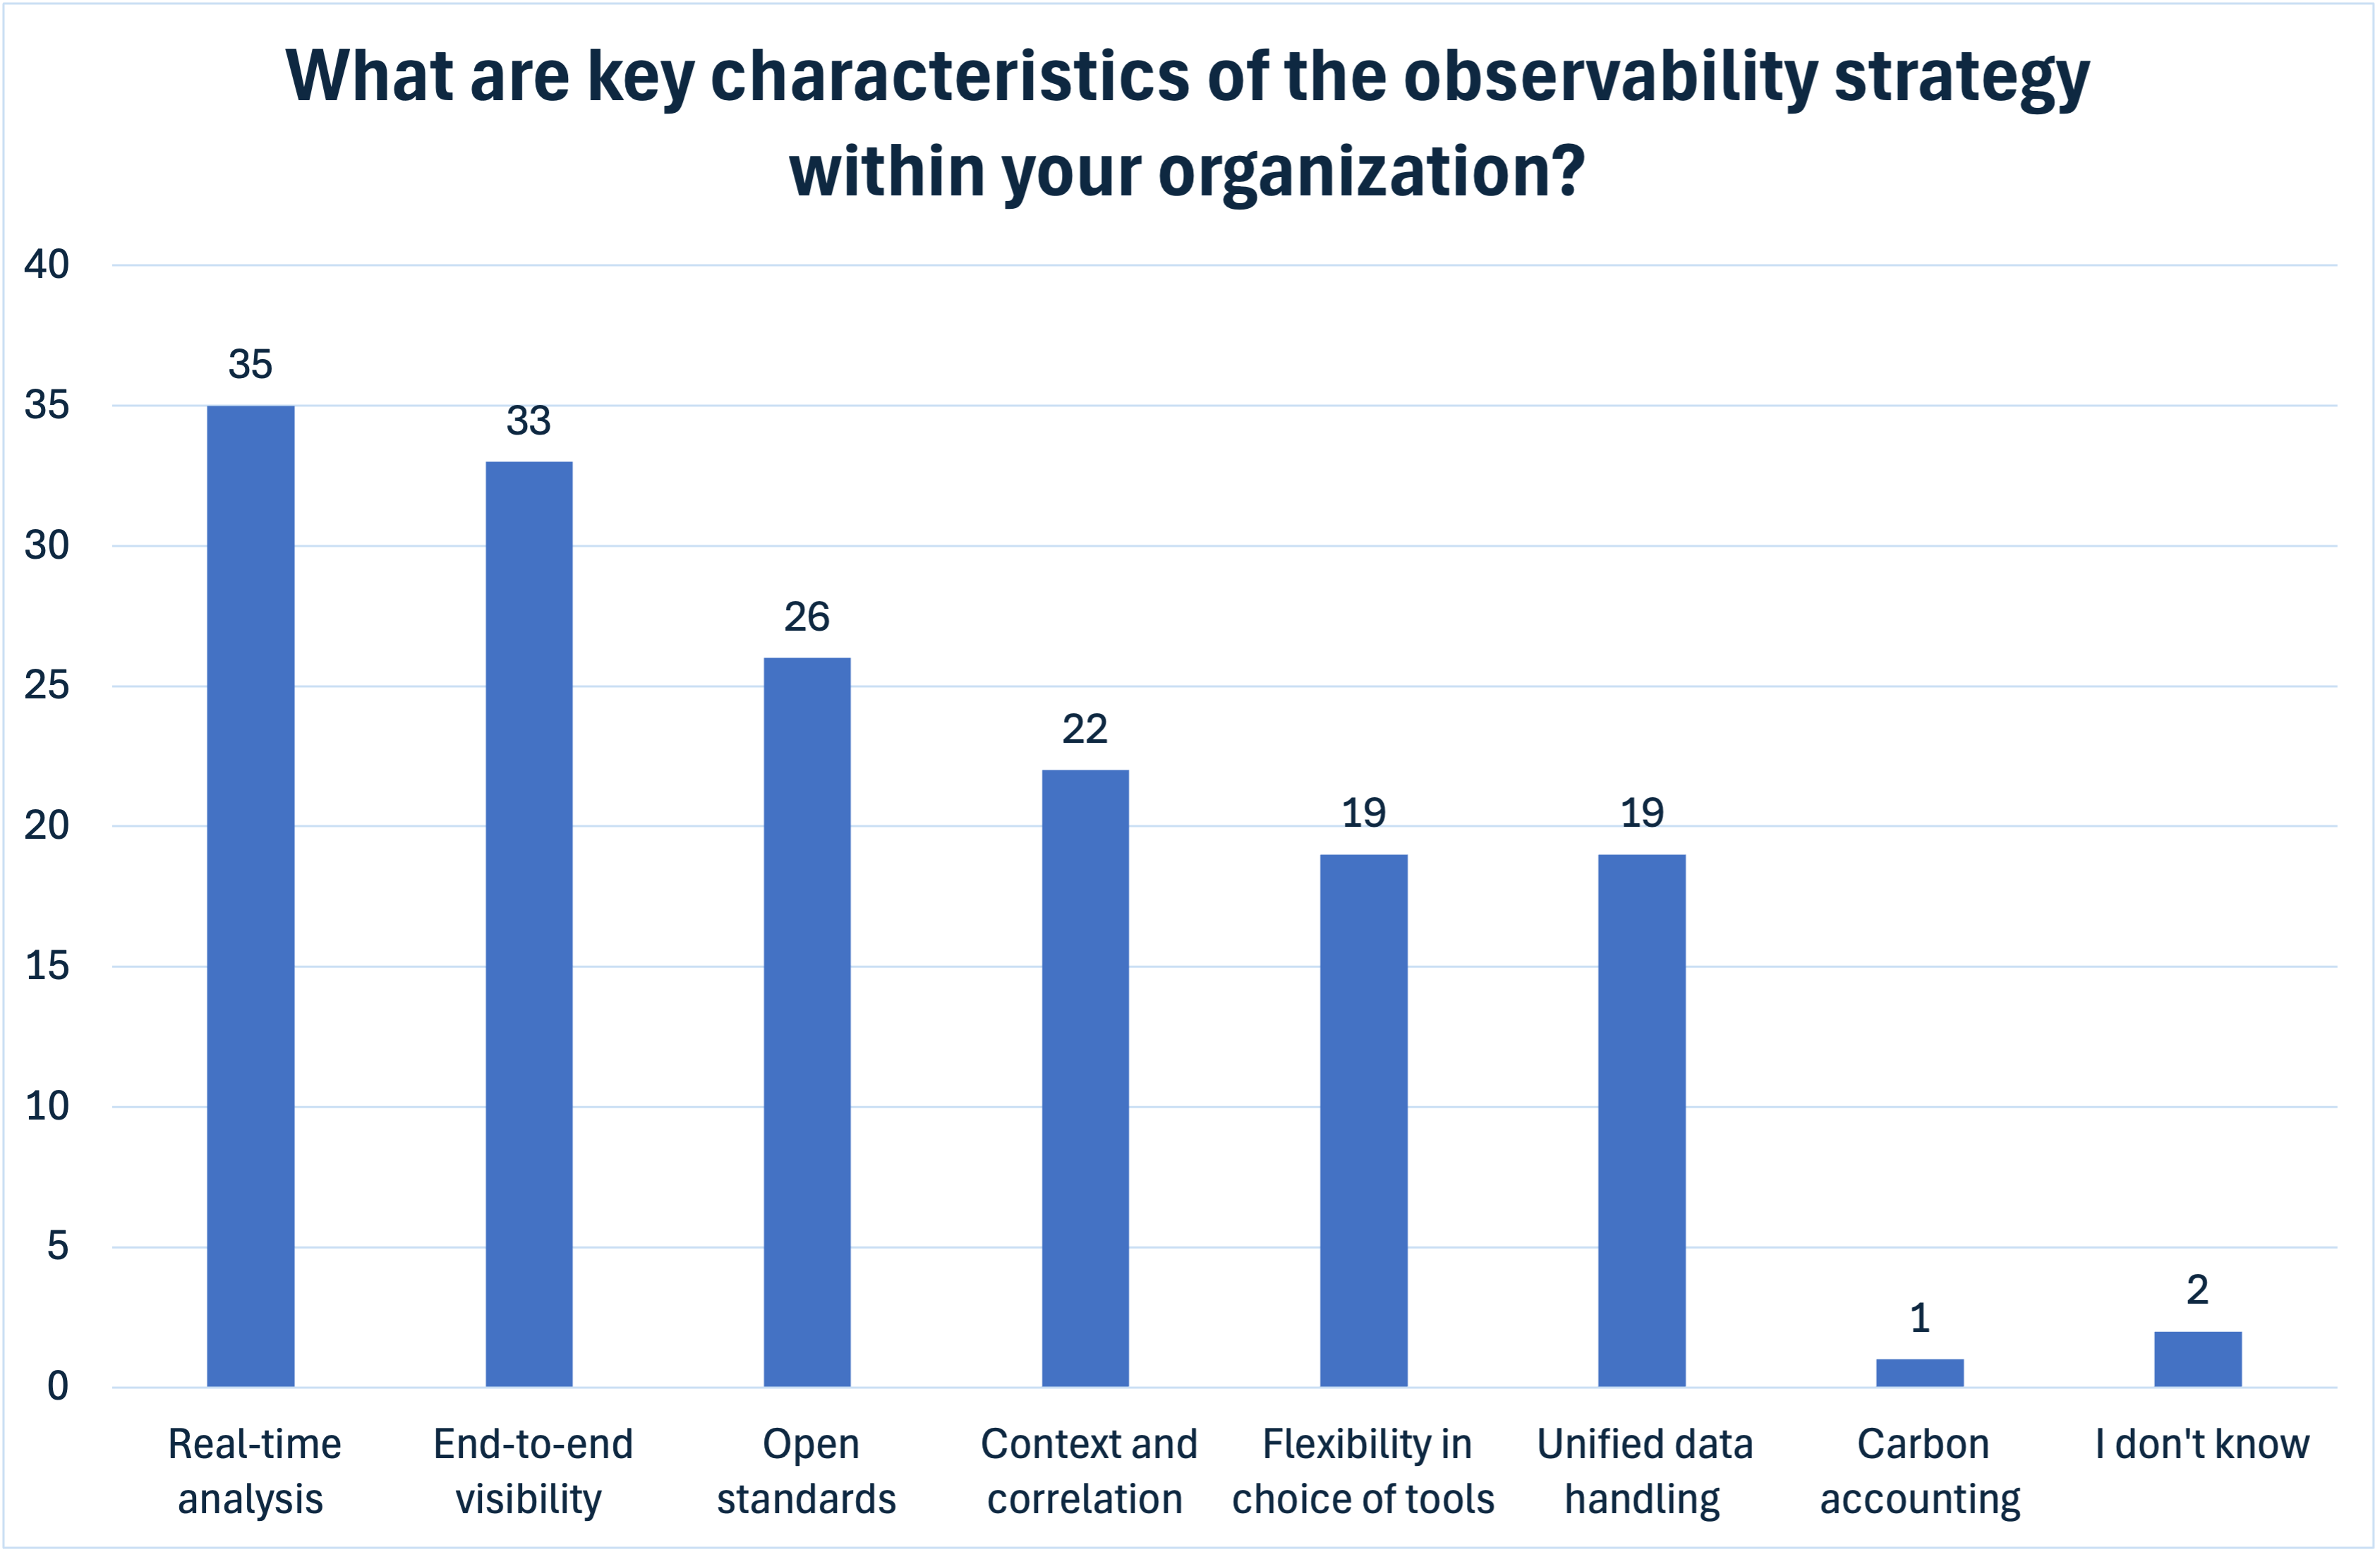 What are key characteristics of the observability strategy
within your organization?
40
35
30
25
20
15
10
5
0
35
33
26
22
19
19
1
2
Real-time
analysis
End-to-end
visibility
Open
standards
Context and
correlation
Flexibility in
choice of tools
Unified data
handling
Carbon
accounting
I don't know